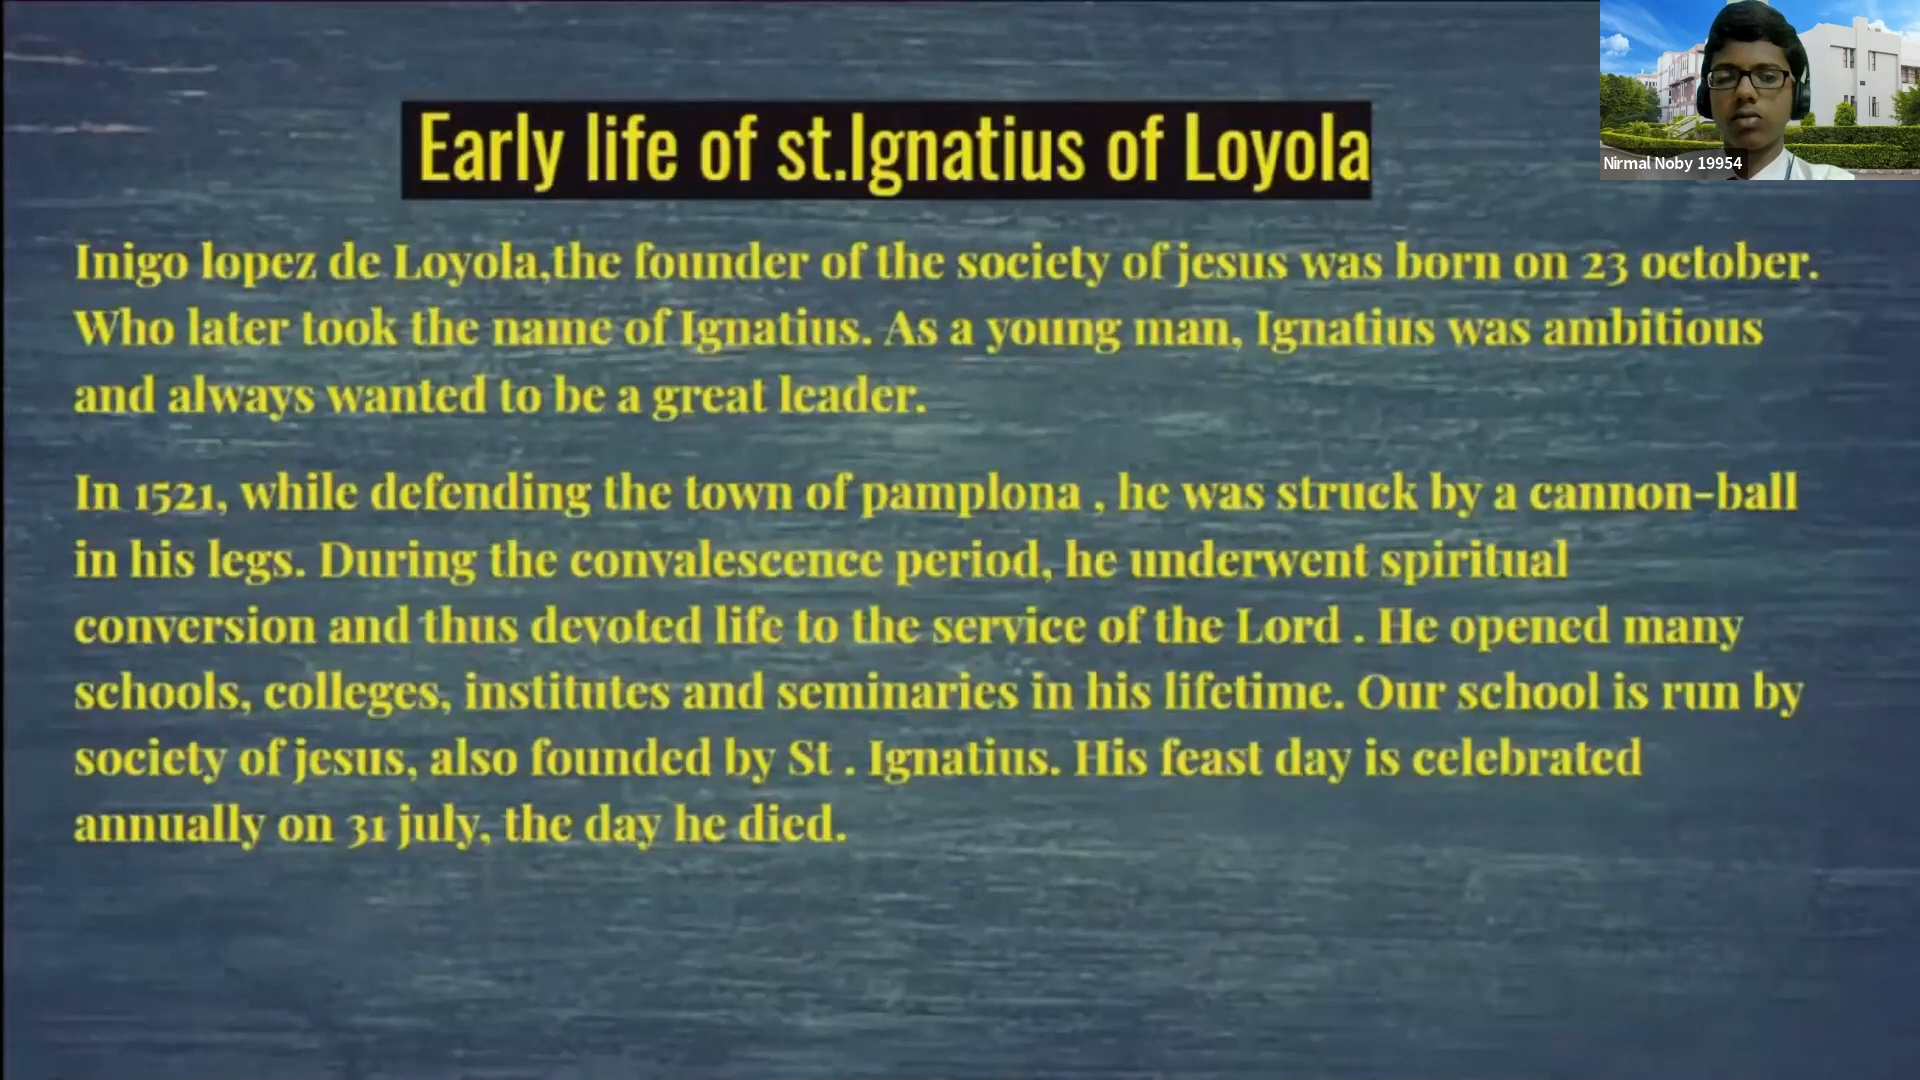 Early life of st.Ignatius of Loyola
Nirmal Noby 19954
Inigo lopez de Loyola,the founder of the society of jesus was born on 23 october.
Who later took the name of Ignatius. As a young man, Ignatius was ambitious
and always wanted to be a great leader.
In 1521, while defending the town of pamplona , he was struck by a cannon-ball
in his legs. During the convalescence period, he underwent spiritual
conversion and thus devoted life to the service of the Lord . He opened many
schools, colleges, institutes and seminaries in his lifetime. Our school is run by
society of jesus, also founded by St . Ignatius. His feast day is celebrated
annually on 31 july, the day he died.